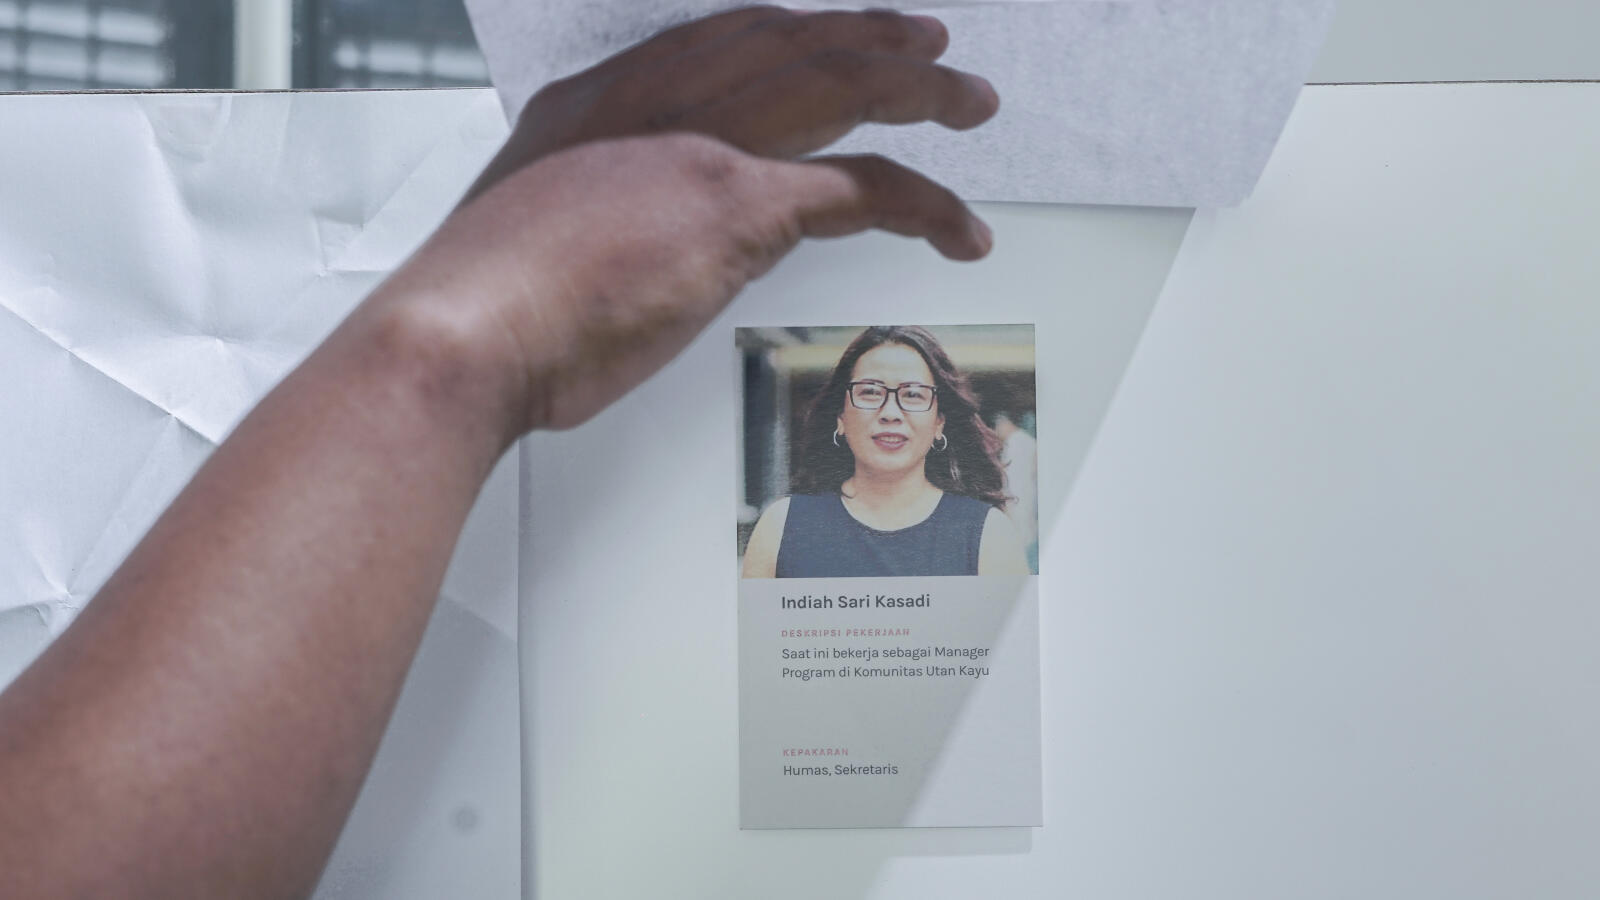 Indiah Sari Kasadi
DESKRIPSI PEKERJAAN
Saat ini bekerja sebagai Manager
Program di Komunitas Utan Kayu
KEPAKARAN
Humas, Sekretaris